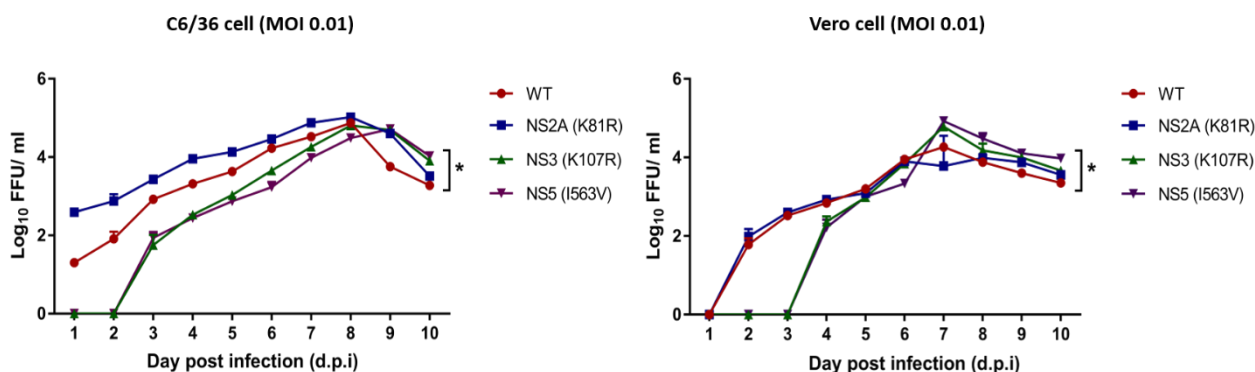 C6/36 cell (MOI 0.01)
Log10 FFU/ ml
6
4
2
0
1 2 3 4 5 6 7 8 9 10
Day post infection (d.p.i)
WT
NS2A (K81R)
NS3 (K107R)
NS5 (I563V)
*
Vero cell (MOI 0.01)
Log10 FFU/ ml
6
4
2
0
1 2 3 4 5 6 7 8 9 10
Day post infection (d.p.i)
WT
NS2A (K81R)
NS3 (K107R)
NS5 (I563V)
*